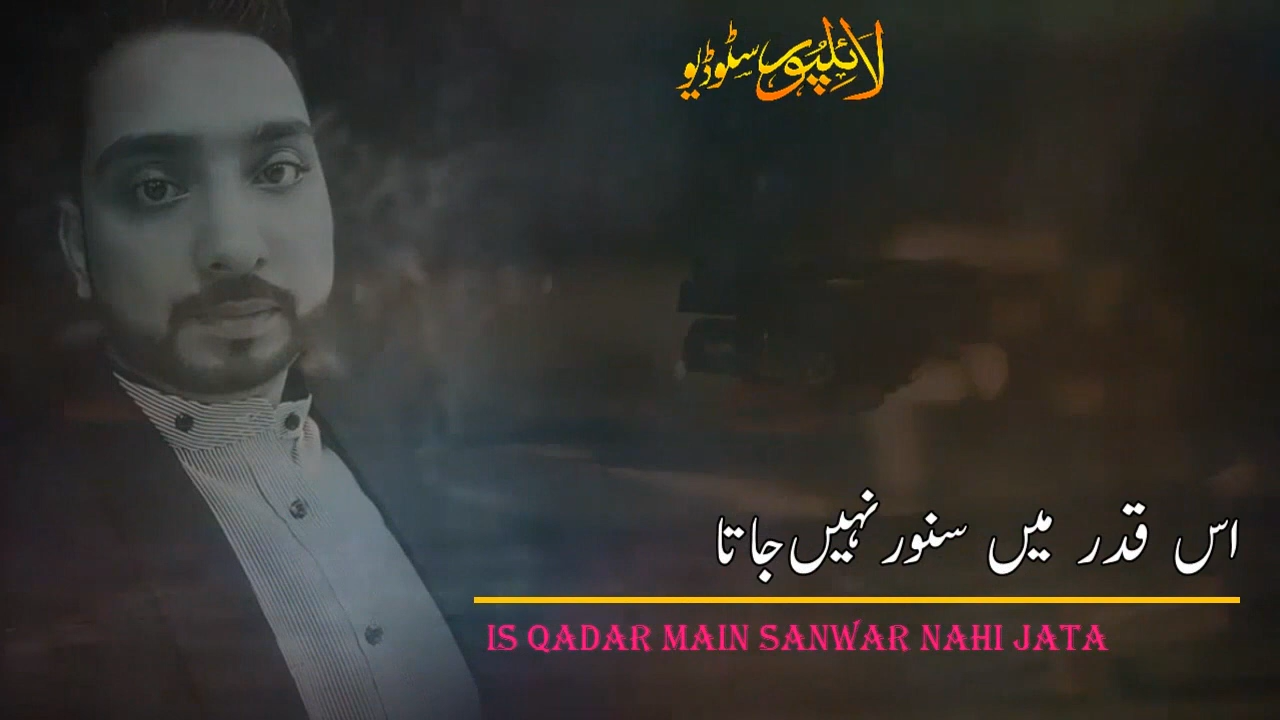 لائلپور سٹوڈیو
اس قدر میں سنور نہیں جاتا
IS QADAR MAIN SANWAR NAHI JATA